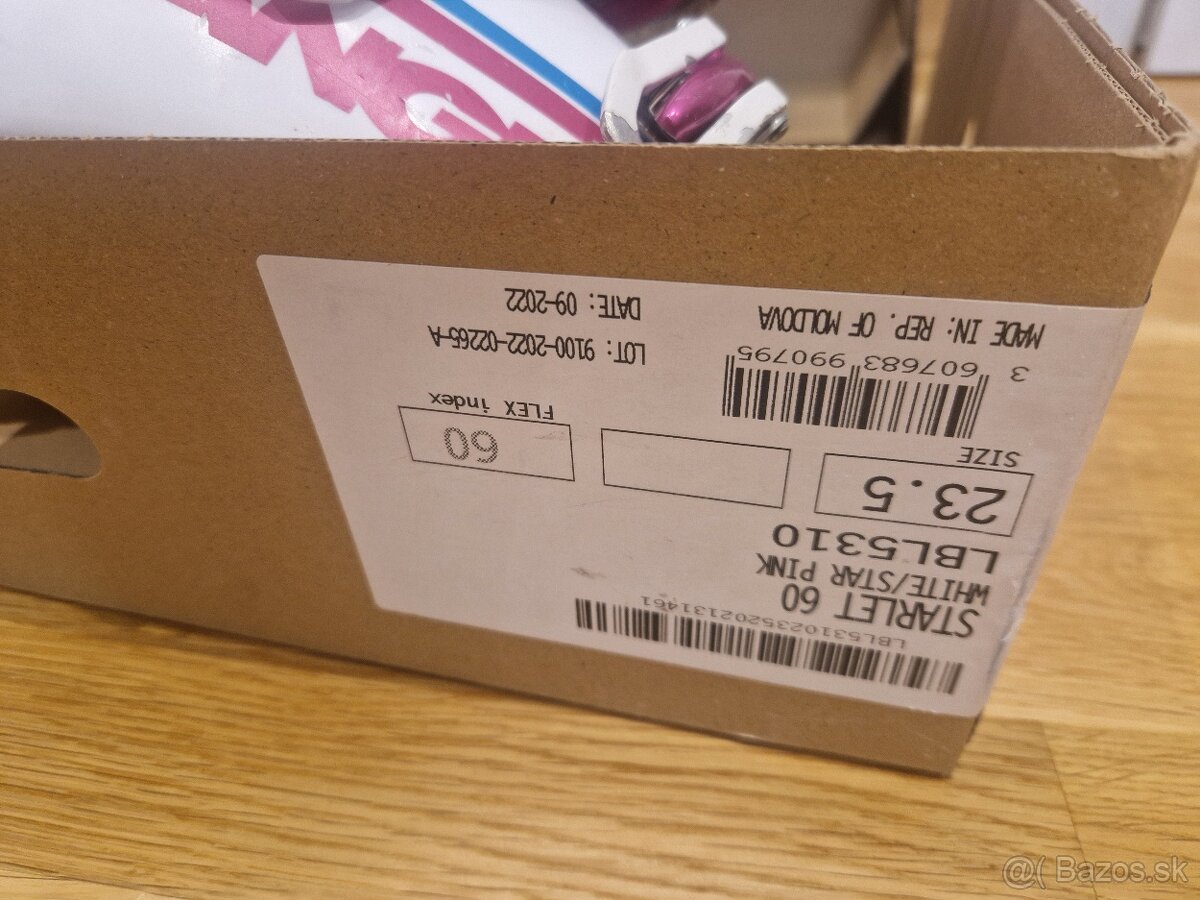 LBL5310235202131461
STARLET 60
WHITE/STAR PINK
LBL5310
23.5
SIZE
60
FLEX index
3 607683 990795
MADE IN: REP. OF MOLDOVA
LOT: 9100-2022-02265-A
DATE: 09-2022
@( Bazos.sk